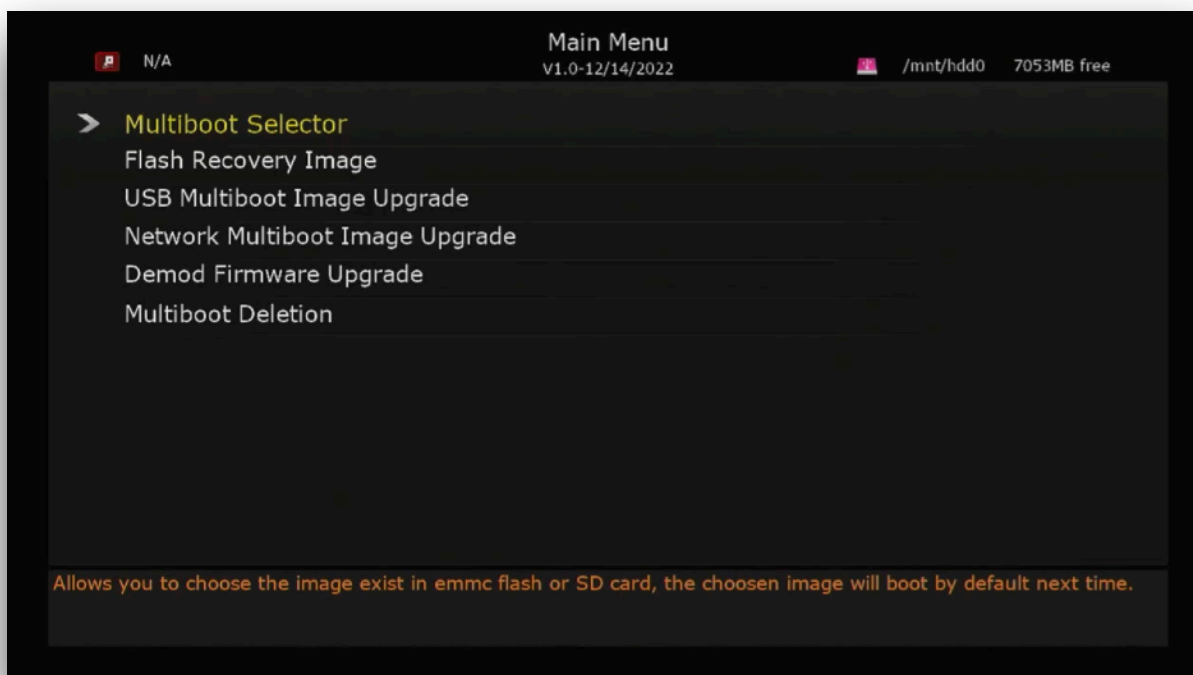 Main Menu
N/A
V1.0-12/14/2022
/mnt/hdd0 7053MB free
Multiboot Selector
Flash Recovery Image
USB Multiboot Image Upgrade
Network Multiboot Image Upgrade
Demod Firmware Upgrade
Multiboot Deletion
Allows you to choose the image exist in emmc flash or SD card, the choosen image will boot by default next time.